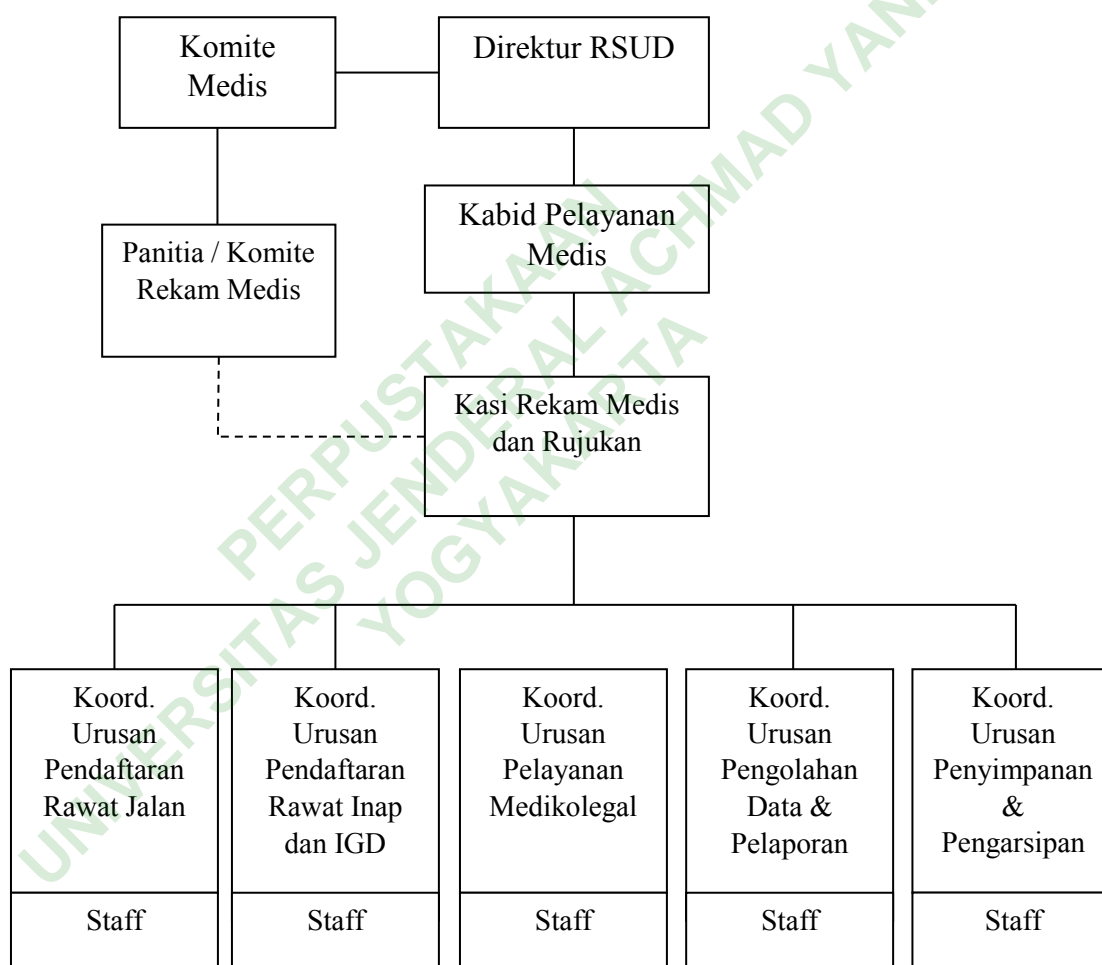 Komite
Medis
Direktur RSUD
Kabid Pelayanan
Medis
Panitia / Komite
Rekam Medis
Kasi Rekam Medis
dan Rujukan
Koord.
Urusan
Pendaftaran
Rawat Jalan
Staff
Koord.
Urusan
Pendaftaran
Rawat Inap
dan IGD
Staff
Koord.
Urusan
Pelayanan
Medikolegal
Staff
Koord.
Urusan
Pengolahan
Data &
Pelaporan
Staff
Koord.
Urusan
Penyimpanan
&
Pengarsipan
Staff
PERPUSTAKAAN
UNIVERSITAS JENDERAL ACHMAD YANI
YOGYAKARTA